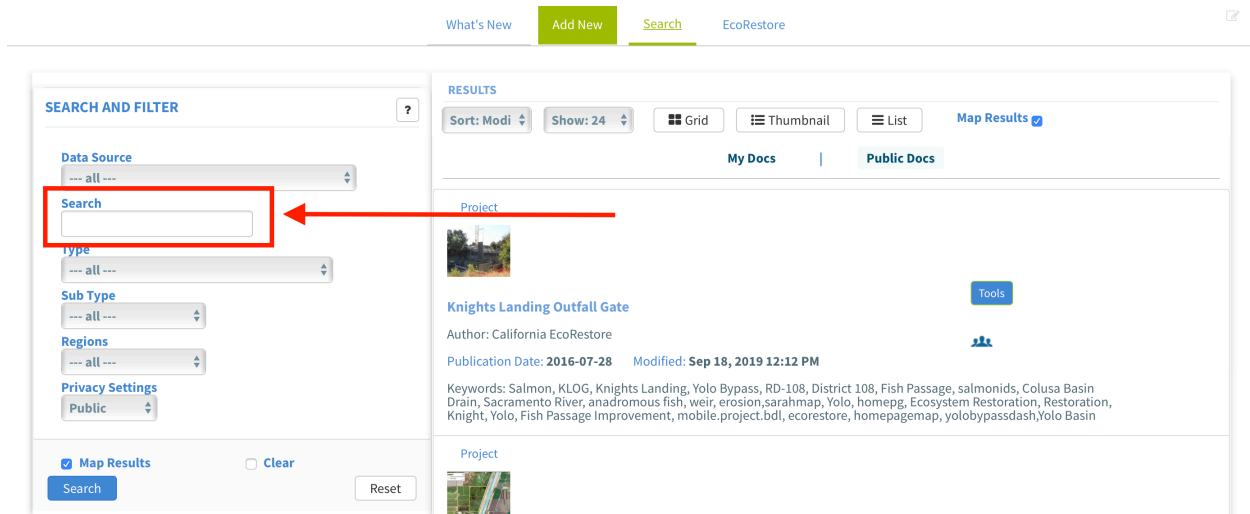 What's New Add New Search EcoRestore
SEARCH AND FILTER ?
Data Source
--- all ---
Search
Type
--- all ---
Sub Type
--- all ---
Regions
--- all ---
Privacy Settings
Public
Map Results Clear
Search Reset
RESULTS
Sort: Modi Show: 24 Grid Thumbnail List Map Results
My Docs | Public Docs
Project
Knights Landing Outfall Gate
Tools
Author: California EcoRestore
Publication Date: 2016-07-28 Modified: Sep 18, 2019 12:12 PM
Keywords: Salmon, KLOG, Knights Landing, Yolo Bypass, RD-108, District 108, Fish Passage, salmonids, Colusa Basin
Drain, Sacramento River, anadromous fish, weir, erosion,sarahmap, Yolo, homepg, Ecosystem Restoration, Restoration,
Knight, Yolo, Fish Passage Improvement, mobile.project.bdl, ecorestore, homepagemap, yolobypassdash,Yolo Basin
Project